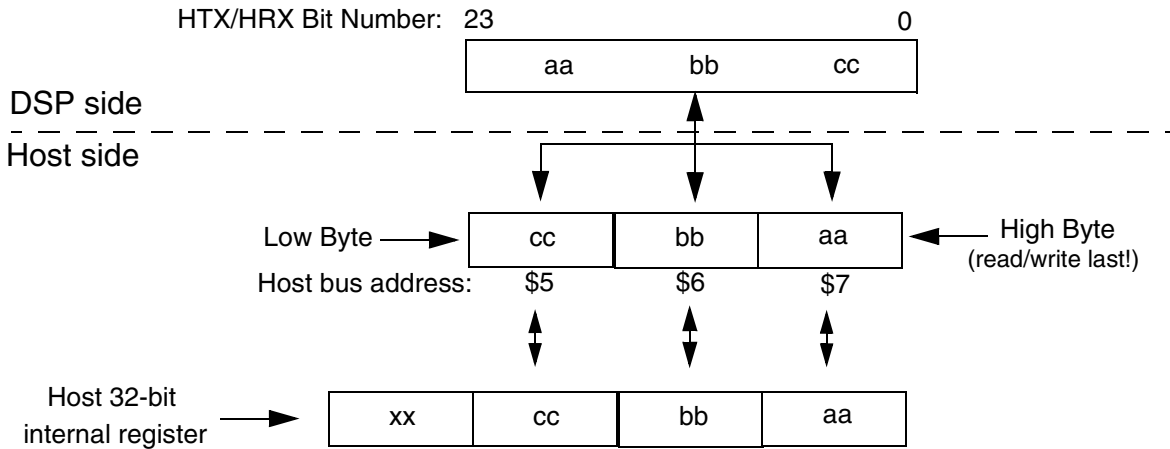 HTX/HRX Bit Number: 23 0
aa bb cc
DSP side
Host side
Low Byte cc bb aa High Byte
(read/write last!)
Host bus address: $5 $6 $7
Host 32-bit
internal register
xx cc bb aa